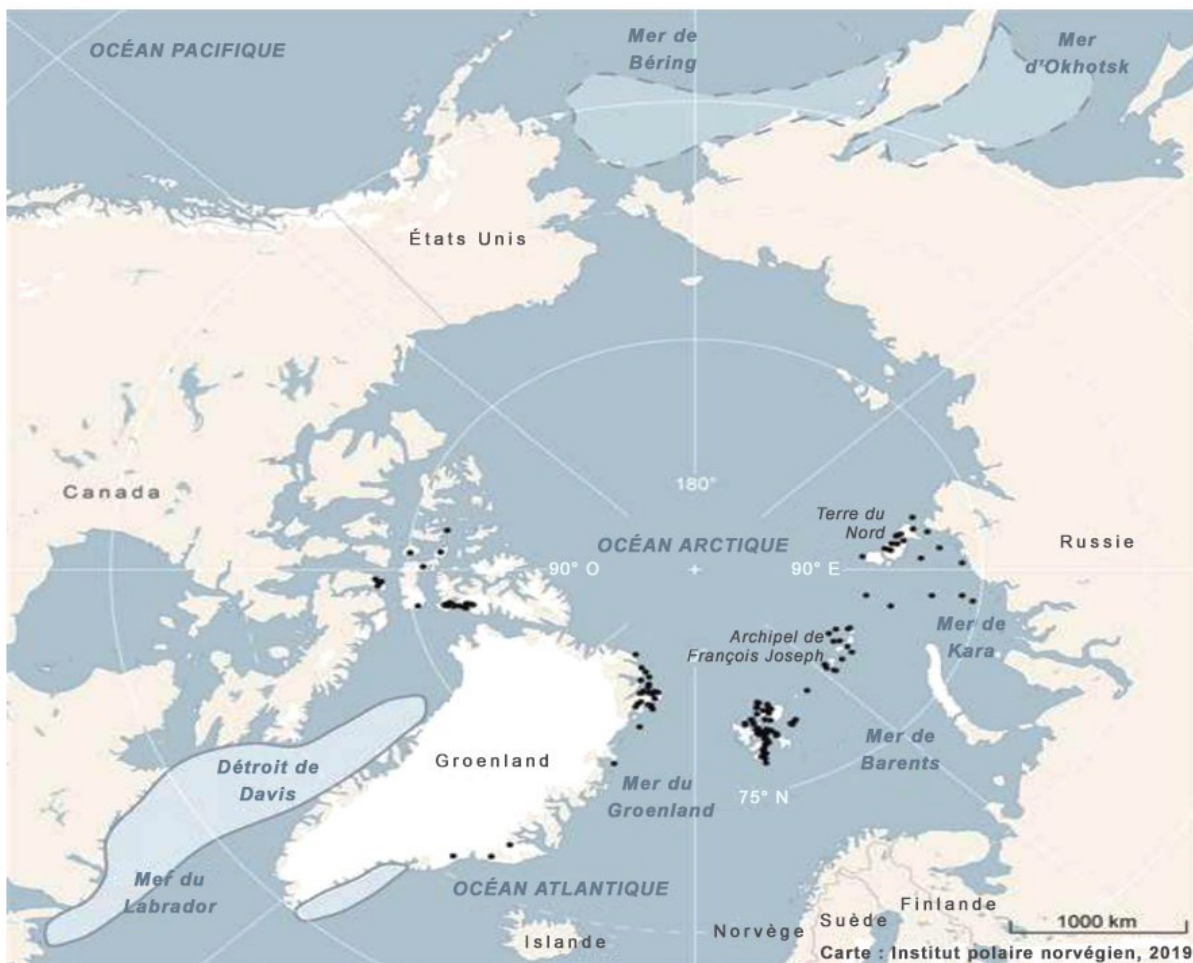 OCÉAN PACIFIQUE
Mer de
Béring
Mer
d'Okhotsk
États Unis
Canada
180°
Terre du
Nord
OCÉAN ARCTIQUE
Russie
90° O
90° E
Archipel de
François Joseph
Mer de
Kara
Détroit de
Davis
Groenland
Mer du
Groenland
Mer de
Barents
75° N
Mer du
Labrador
OCÉAN ATLANTIQUE
Islande
Norvège
Suède
Finlande
1000 km
Carte : Institut polaire norvégien, 2019